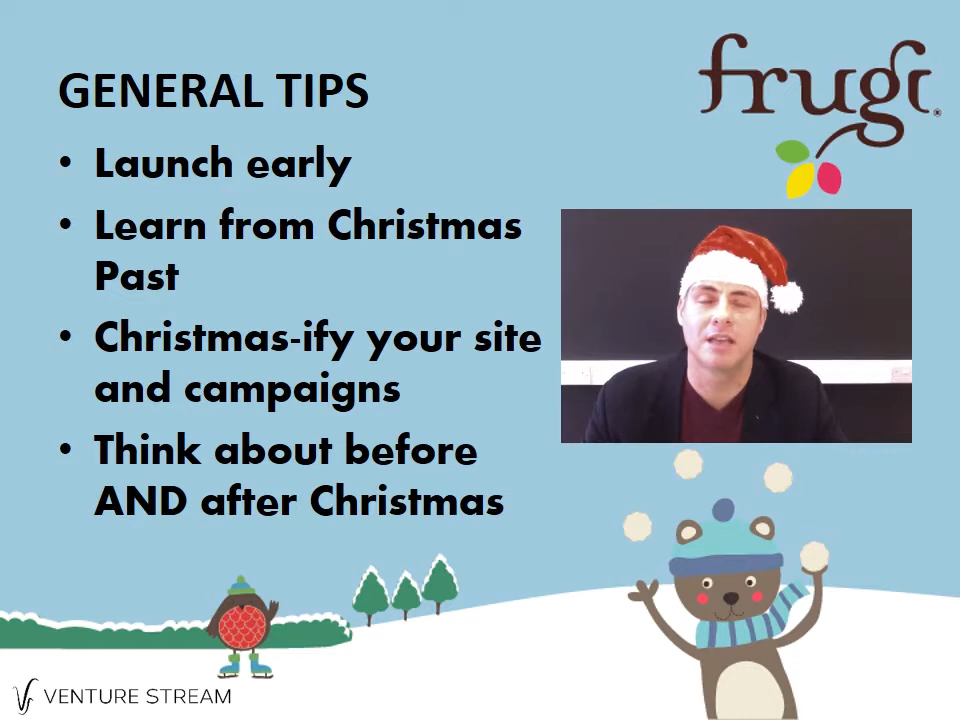 GENERAL TIPS
frugi®
• Launch early
• Learn from Christmas
Past
• Christmas-ify your site
and campaigns
• Think about before
AND after Christmas
VENTURE STREAM